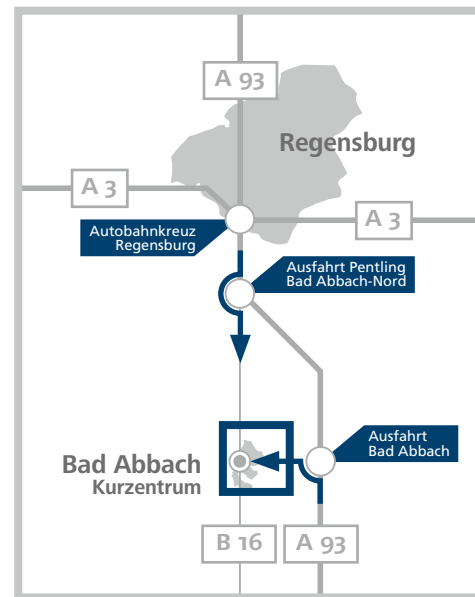 A 93
Regensburg
A 3
A 3
Autobahnkreuz
Regensburg
Ausfahrt Pentling
Bad Abbach-Nord
Ausfahrt
Bad Abbach
Bad Abbach
Kurzentrum
B 16
A 93